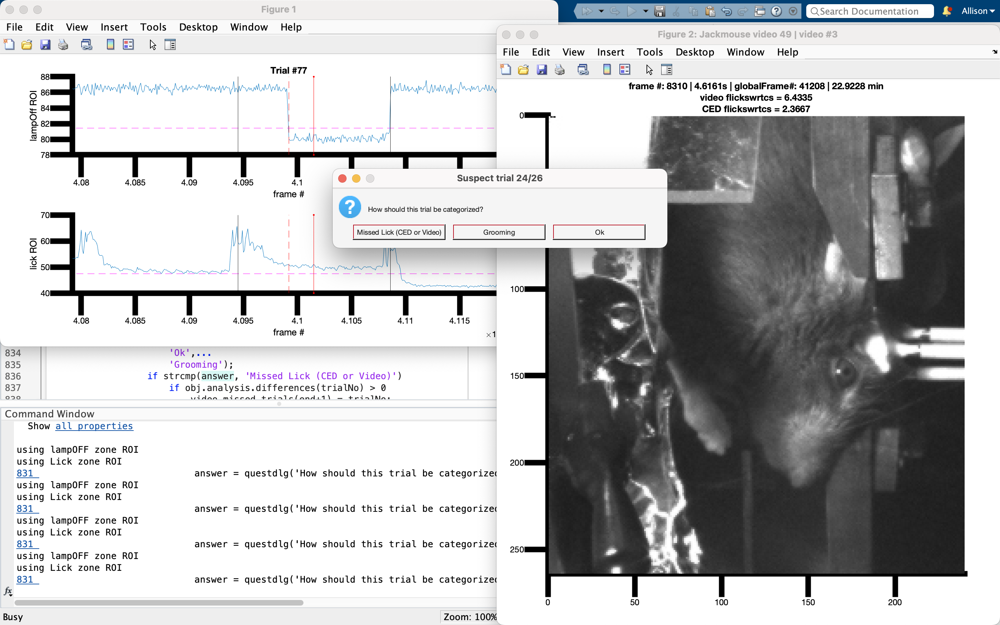 Figure 1
File Edit View Insert Tools Desktop Window Help
Trial #77
lampOff ROI
88
86
84
82
80
78
4.08 4.085 4.09 4.095 4.1
frame #
lick ROI
70
60
50
40
4.08 4.085 4.09 4.095 4.1 4.105 4.11 4.115
frame #
×1
834 'Ok',...
835 'Grooming');
836 if strcmp(answer, 'Missed Lick (CED or Video)')
837 if obj.analysis.differences(trialNo) > 0
838 video_missed_trials(end+1) = trialNo;
Command Window
Show all properties
using lampOFF zone ROI
using Lick zone ROI
831 answer = questdlg('How should this trial be categorized
using lampOFF zone ROI
using Lick zone ROI
831 answer = questdlg('How should this trial be categorized
using lampOFF zone ROI
using Lick zone ROI
831 answer = questdlg('How should this trial be categorized
using lampOFF zone ROI
using Lick zone ROI
831 answer = questdlg('How should this trial be categorized
fx
Busy
Zoom: 100%
Search Documentation
Allison
Figure 2: Jackmouse video 49 | video #3
File Edit View Insert Tools Desktop Window Help
frame #: 8310 | 4.6161s | globalFrame#: 41208 | 22.9228 min
video flickswrtcs = 6.4335
CED flickswrtcs = 2.3667
0
100
150
200
250
0 50 100 150 200
Suspect trial 24/26
How should this trial be categorized?
Missed Lick (CED or Video) Grooming Ok